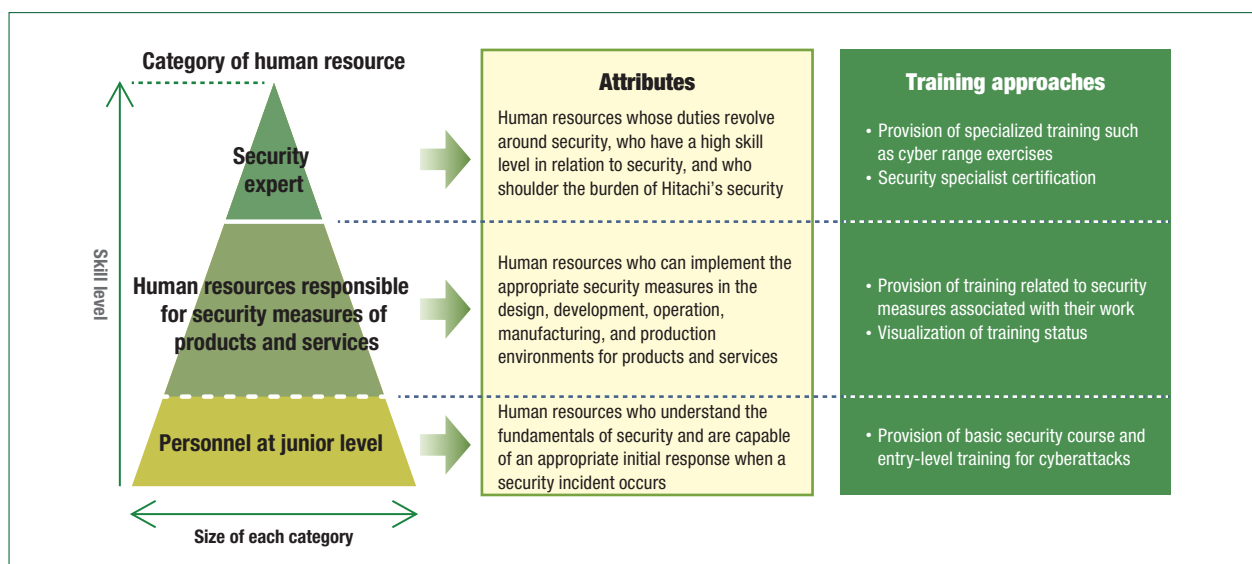 Category of human resource
Skill level
Security
expert
Human resources responsible
for security measures of
products and services
Personnel at junior level
Size of each category
Attributes
Human resources whose duties revolve
around security, who have a high skill
level in relation to security, and who
shoulder the burden of Hitachi's security
Human resources who can implement the
appropriate security measures in the
design, development, operation,
manufacturing, and production
environments for products and services
Human resources who understand the
fundamentals of security and are capable
of an appropriate initial response when a
security incident occurs
Training approaches
• Provision of specialized training such
as cyber range exercises
• Security specialist certification
• Provision of training related to security
measures associated with their work
• Visualization of training status
• Provision of basic security course and
entry-level training for cyberattacks